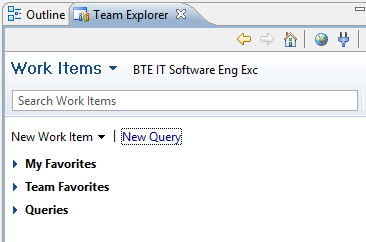 Outline Team Explorer
Work Items BTE IT Software Eng Exc
Search Work Items
New Work Item | New Query
My Favorites
Team Favorites
Queries